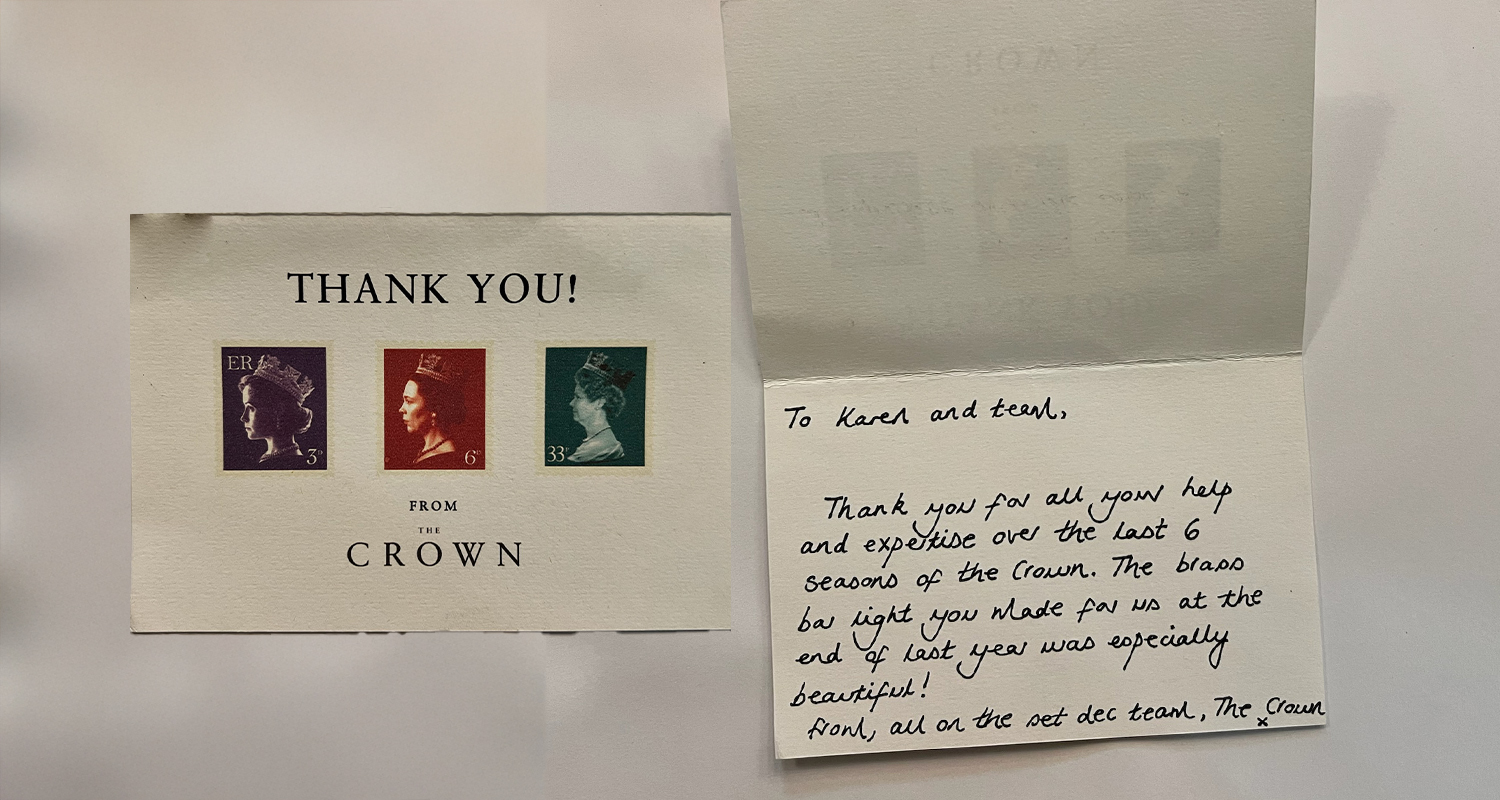 THANK YOU!
ER
3D
6D
33P
FROM
THE
CROWN
To Karen and team,
Thank you for all your help
and expertise over the last 6
seasons of the Crown. The brass
bar light you made for us at the
end of last year was especially
beautiful!
from, all on the set dec team, The Crown
x